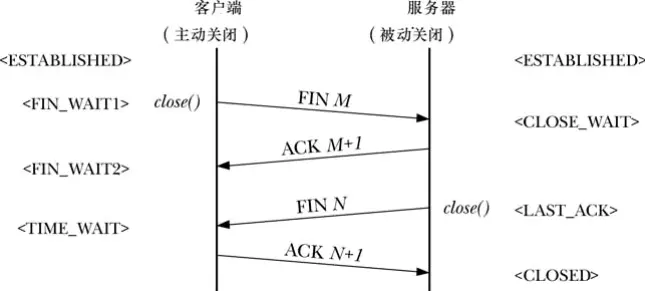 客户端 服务器
（主动关闭） （被动关闭）
<ESTABLISHED> <ESTABLISHED>
<FIN_WAIT1> close() FIN M
<CLOSE_WAIT>
ACK M+1
<FIN_WAIT2>
FIN N close() <LAST_ACK>
<TIME_WAIT>
ACK N+1
<CLOSED>